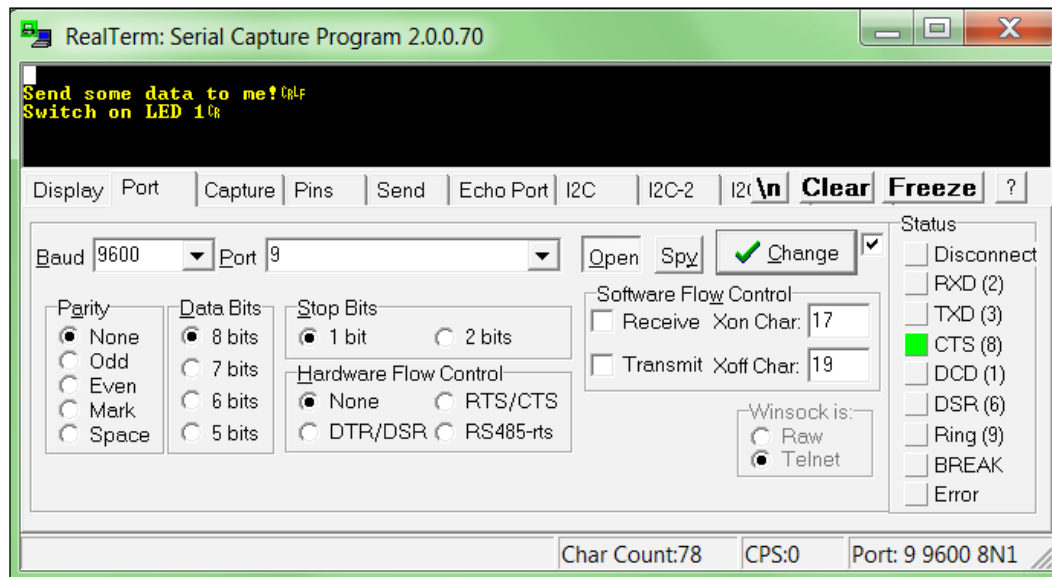 RealTerm: Serial Capture Program 2.0.0.70
Send some data to me!CRLF
Switch on LED 1CR
Display Port Capture Pins Send Echo Port I2C I2C-2 I2C \n Clear Freeze ?
Baud 9600 Port 9 Open Spy Change
Parity
None
Odd
Even
Mark
Space
Data Bits
8 bits
7 bits
6 bits
5 bits
Stop Bits
1 bit 2 bits
Hardware Flow Control
None RTS/CTS
DTR/DSR RS485-rts
Software Flow Control
Receive Xon Char: 17
Transmit Xoff Char: 19
Winsock is:
Raw
Telnet
Status
Disconnect
RXD (2)
TXD (3)
CTS (8)
DCD (1)
DSR (6)
Ring (9)
BREAK
Error
Char Count:78 CPS:0 Port: 9 9600 8N1